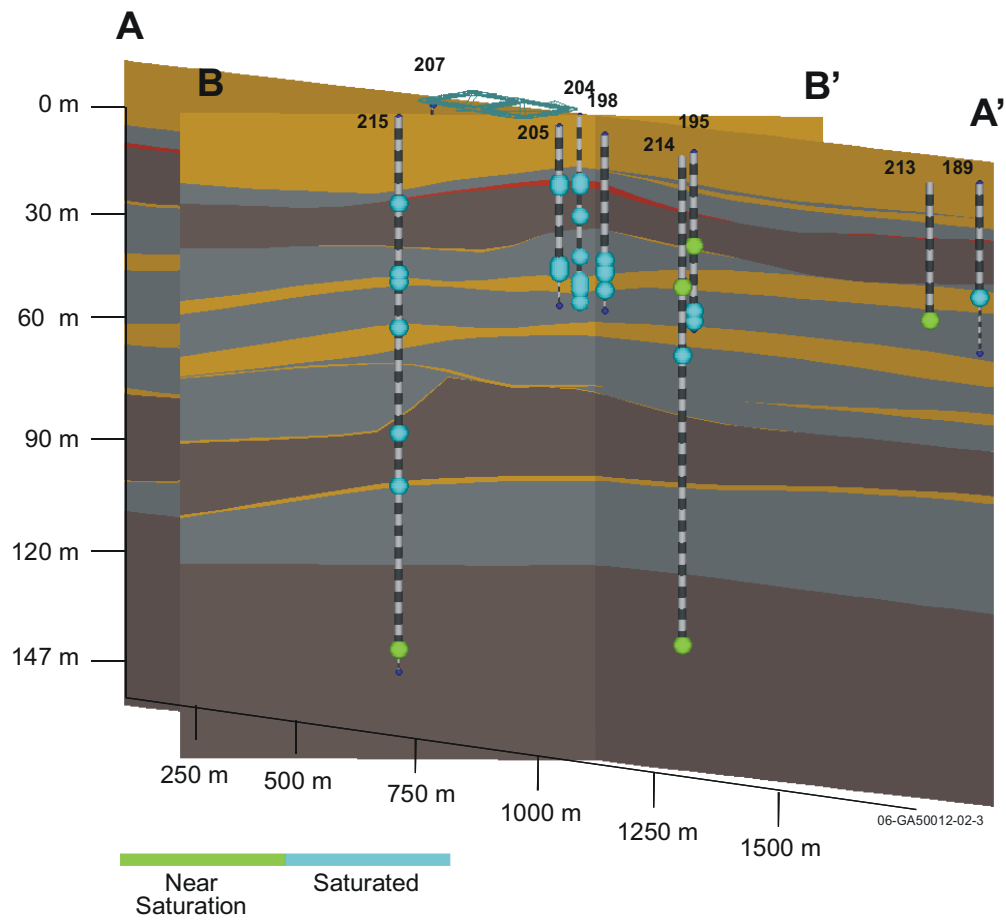 A
207
B
204
B'
0 m
198
A'
215
205
195
214
213
189
30 m
60 m
90 m
120 m
147 m
250 m
500 m
750 m
1000 m
1250 m
1500 m
06-GA50012-02-3
Near
Saturation
Saturated